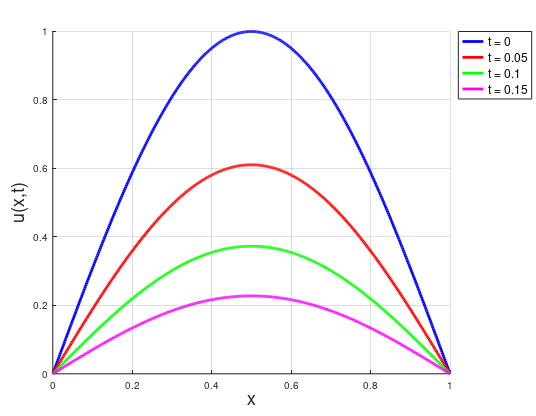 t = 0
t = 0.05
t = 0.1
t = 0.15
1
0.8
0.6
0.4
0.2
0
u(x,t)
0 0.2 0.4 0.6 0.8 1
x